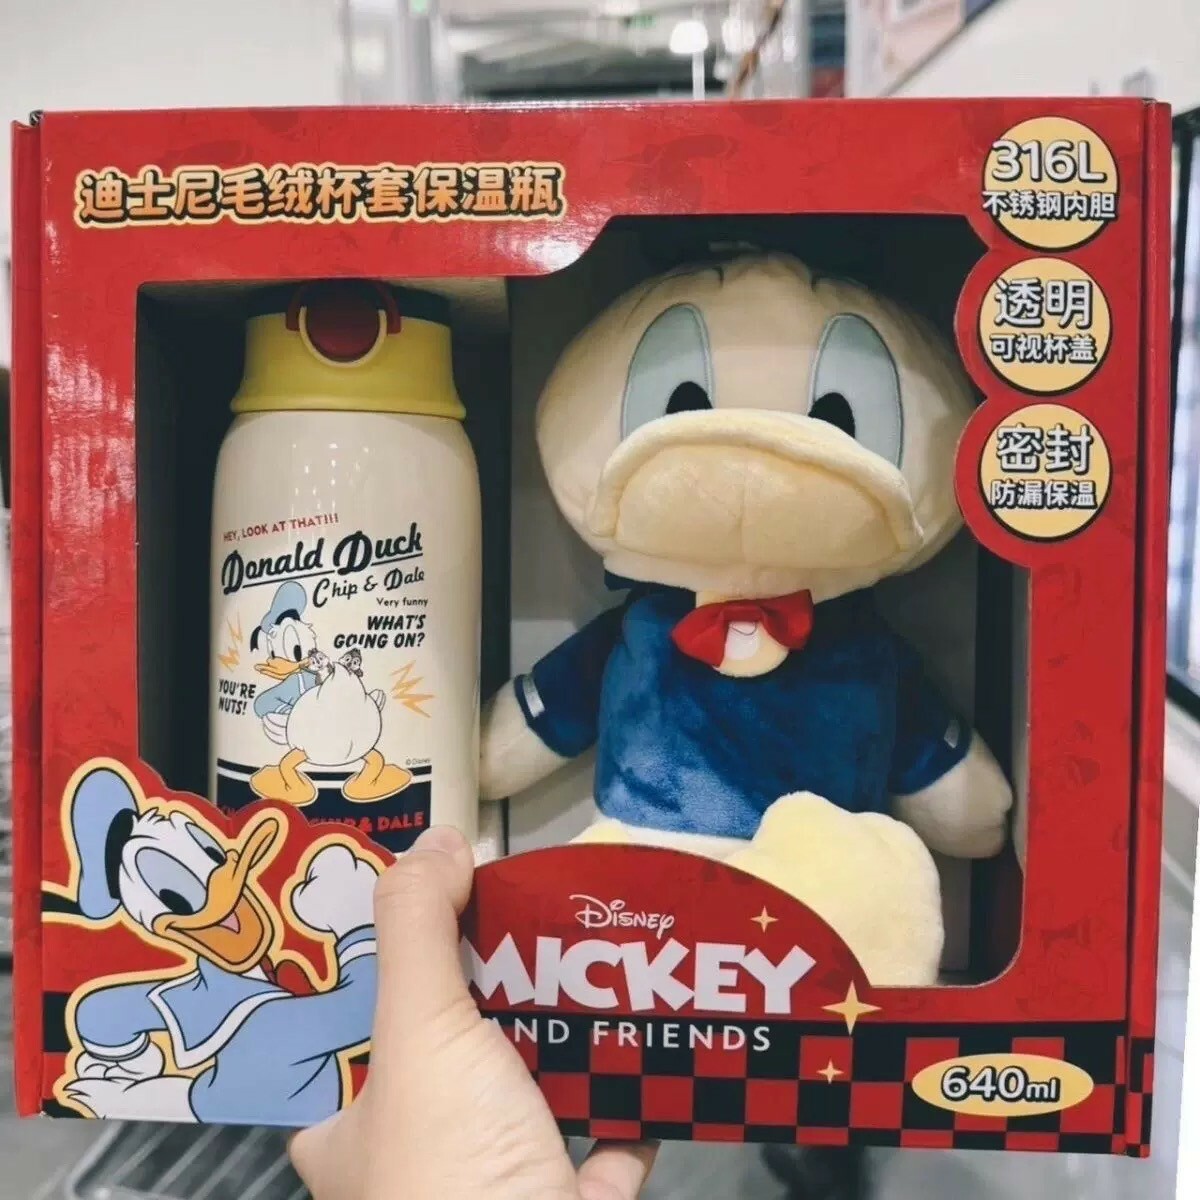 迪士尼毛绒杯套保温瓶
316L
不锈钢内胆
透明
可视杯盖
密封
防漏保温
HEY, LOOK AT THAT!!!
Donald Duck
Chip & Dale
Very funny
WHAT'S
GOING ON?
YOU'RE
NUTS!
© Disney
& DALE
Disney
MICKEY
AND FRIENDS
640ml